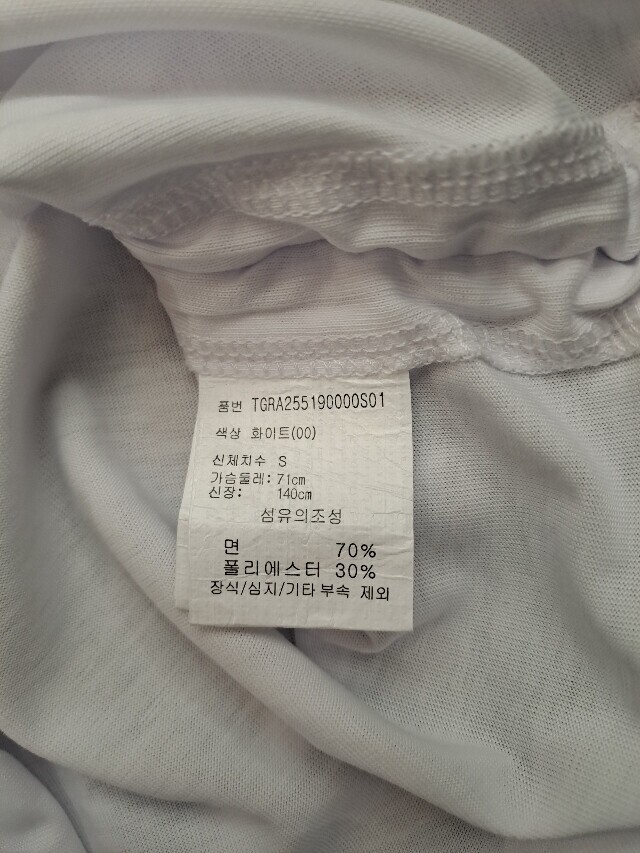 품번 TGRA255190000S01
색상 화이트(00)
신체치수 S
가슴둘레: 71cm
신장: 140cm
섬유의조성
면 70%
폴리에스터 30%
장식/심지/기타 부속 제외